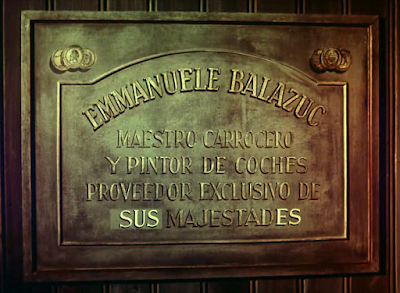 EMMANUELE BALAZUC
MAESTRO CARROCERO
Y PINTOR DE COCHES
PROVEEDOR EXCLUSIVO DE
SUS MAJESTADES